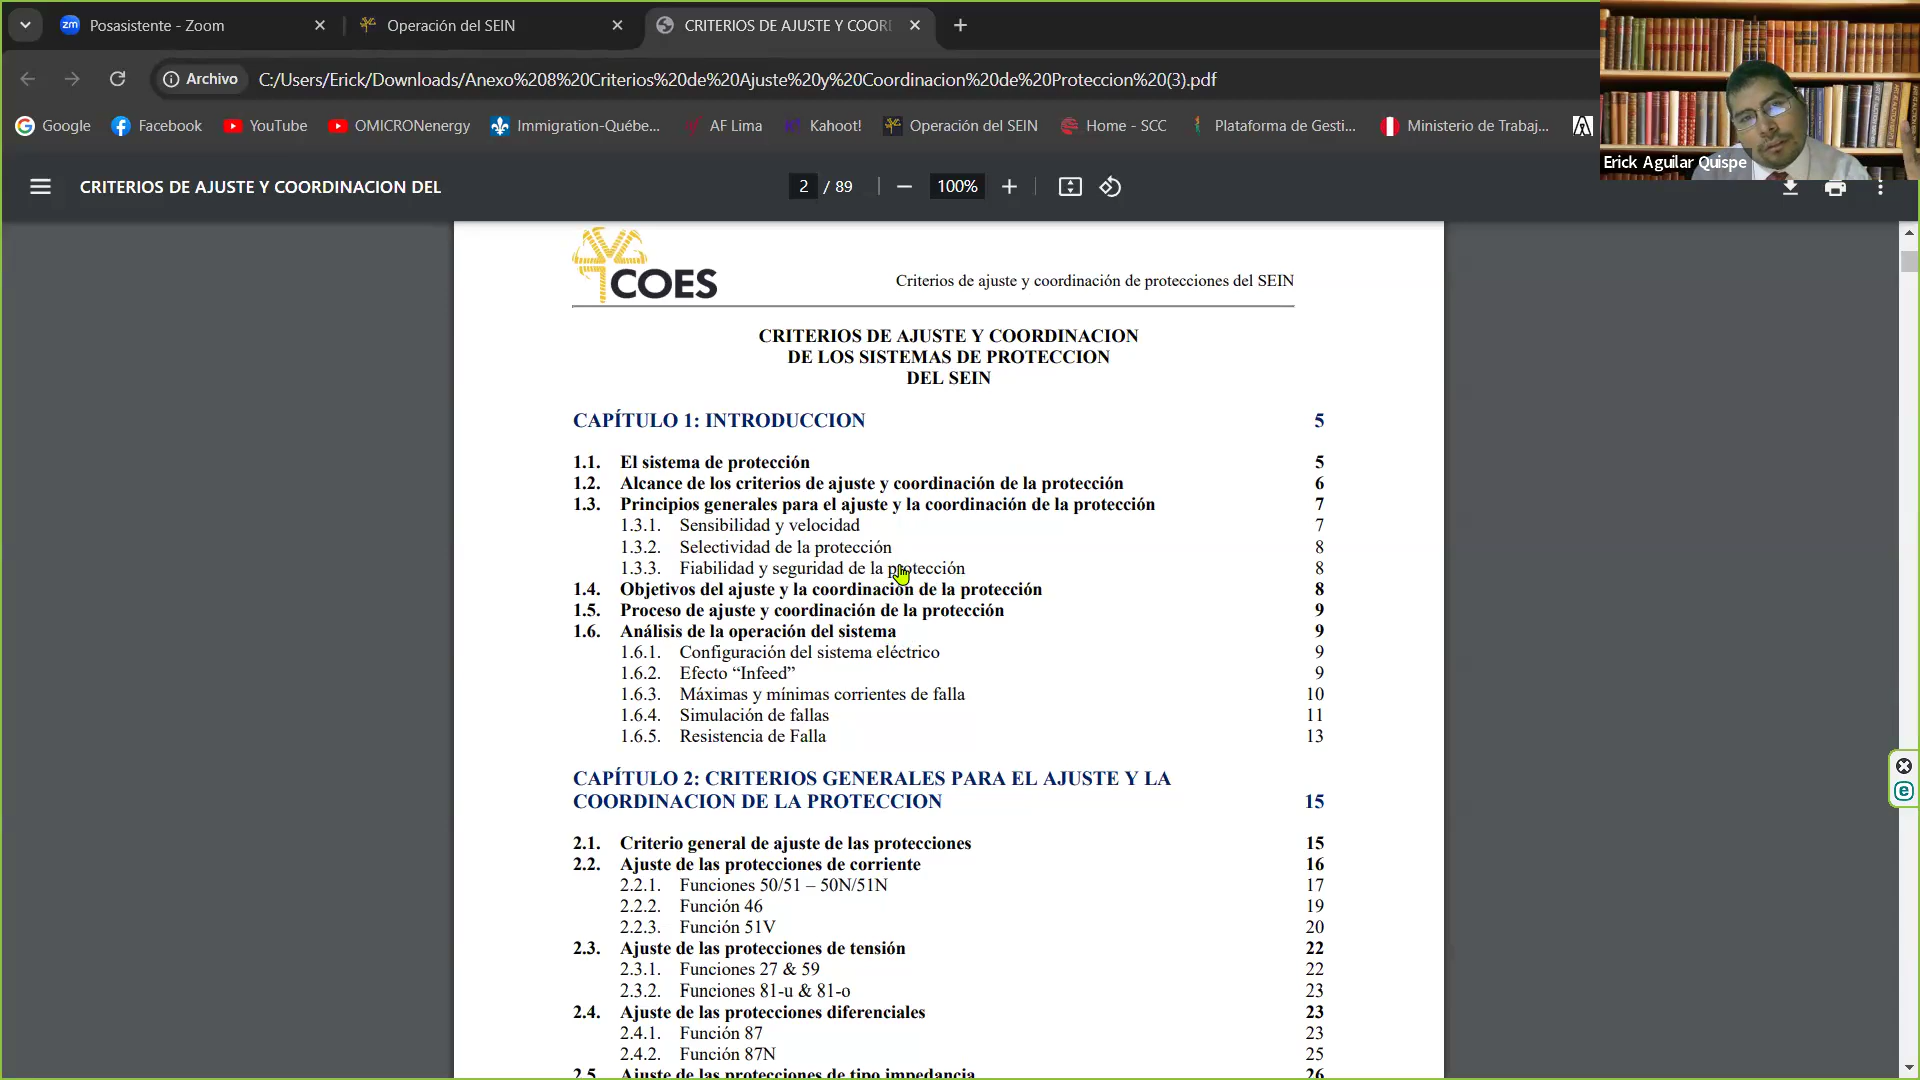 zm Posasistente - Zoom
Operación del SEIN
CRITERIOS DE AJUSTE Y COOR
Archivo C:/Users/Erick/Downloads/Anexo%208%20Criterios%20de%20Ajuste%20y%20Coordinacion%20de%20Proteccion%20(3).pdf
Google Facebook YouTube OMICRONenergy Immigration-Québe... AF Lima Kahoot! Operación del SEIN Home - SCC Plataforma de Gesti... Ministerio de Trabaj...
Erick Aguilar Quispe
CRITERIOS DE AJUSTE Y COORDINACION DEL 2 / 89 100%
COES
Criterios de ajuste y coordinación de protecciones del SEIN
CRITERIOS DE AJUSTE Y COORDINACION
DE LOS SISTEMAS DE PROTECCION
DEL SEIN
CAPÍTULO 1: INTRODUCCION 5
1.1. El sistema de protección 5
1.2. Alcance de los criterios de ajuste y coordinación de la protección 6
1.3. Principios generales para el ajuste y la coordinación de la protección 7
1.3.1. Sensibilidad y velocidad 7
1.3.2. Selectividad de la protección 8
1.3.3. Fiabilidad y seguridad de la protección 8
1.4. Objetivos del ajuste y la coordinación de la protección 8
1.5. Proceso de ajuste y coordinación de la protección 9
1.6. Análisis de la operación del sistema 9
1.6.1. Configuración del sistema eléctrico 9
1.6.2. Efecto “Infeed” 9
1.6.3. Máximas y mínimas corrientes de falla 10
1.6.4. Simulación de fallas 11
1.6.5. Resistencia de Falla 13
CAPÍTULO 2: CRITERIOS GENERALES PARA EL AJUSTE Y LA
COORDINACION DE LA PROTECCION 15
2.1. Criterio general de ajuste de las protecciones 15
2.2. Ajuste de las protecciones de corriente 16
2.2.1. Funciones 50/51 – 50N/51N 17
2.2.2. Función 46 19
2.2.3. Función 51V 20
2.3. Ajuste de las protecciones de tensión 22
2.3.1. Funciones 27 & 59 22
2.3.2. Funciones 81-u & 81-o 23
2.4. Ajuste de las protecciones diferenciales 23
2.4.1. Función 87 23
2.4.2. Función 87N 25
2.5. Ajuste de las protecciones de tipo impedancia 26